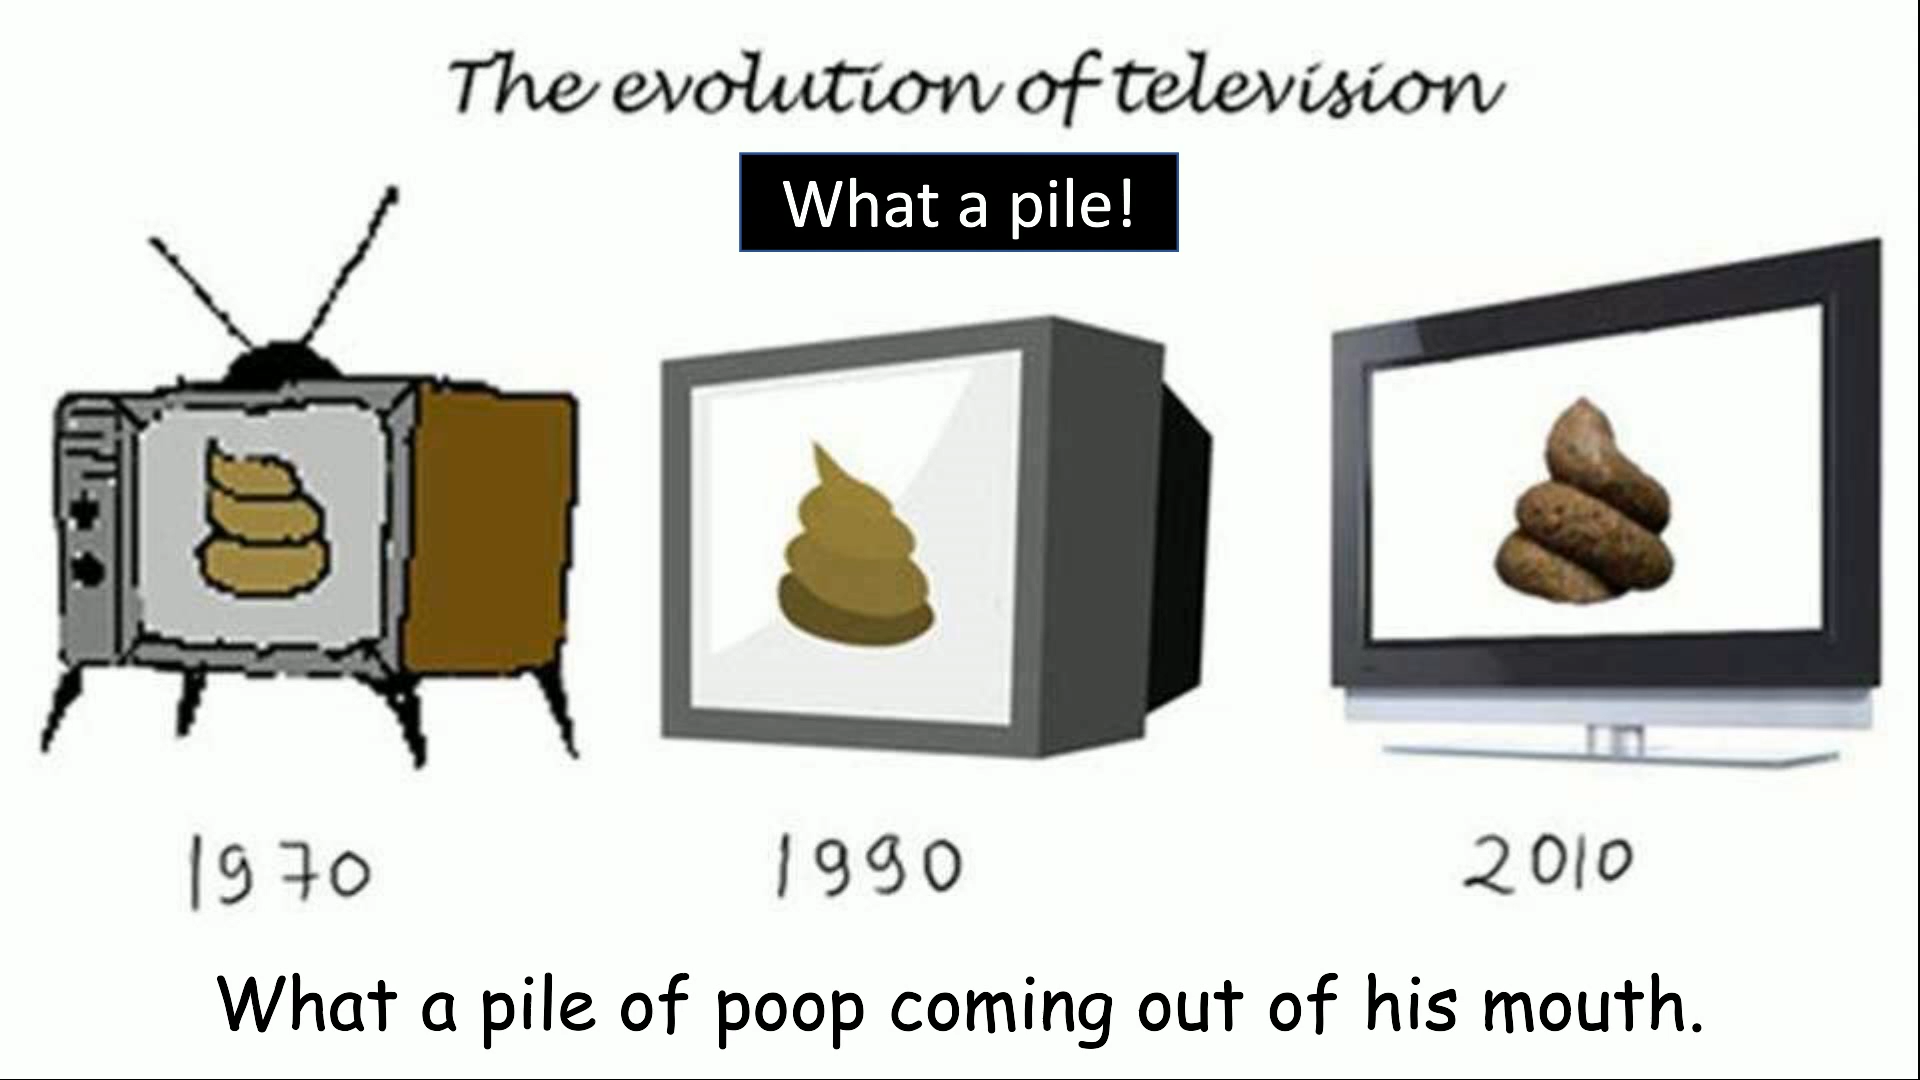 The evolution of television
What a pile!
1970
1990
2010
What a pile of poop coming out of his mouth.